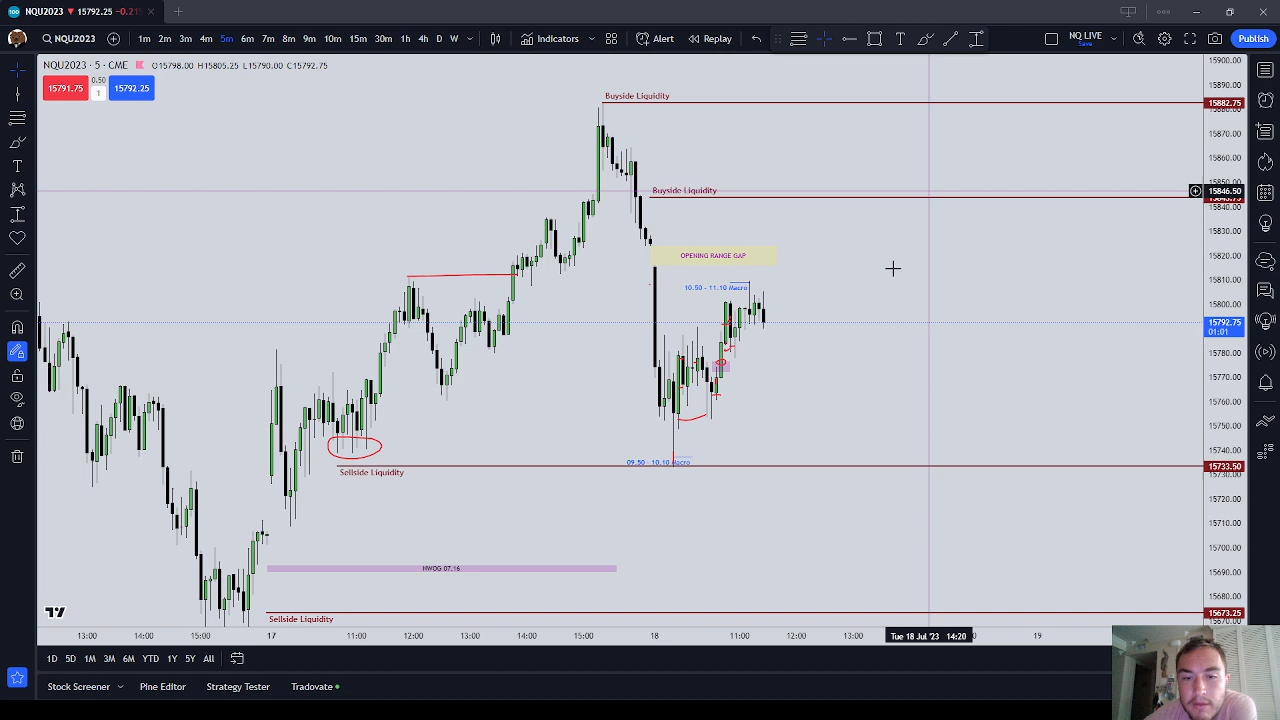 NQU2023 15792.25 -0.21
NQU2023 1m 2m 3m 4m 5m 6m 7m 8m 9m 10m 15m 30m 1h 4h D W Indicators Alert Replay NQ LIVE Save Publish
NQU2023 · 5 · CME O15798.00 H15805.25 L15790.00 C15792.75
15791.75 0.50 1 15792.25
15900.00
15890.00
Buyside Liquidity
15882.75
15870.00
15860.00
Buyside Liquidity
15846.50
15840.00
15830.00
OPENING RANGE GAP
15820.00
15810.00
10.50 - 11.10 Macro
15800.00
15792.75
01:01
15780.00
15770.00
15760.00
15750.00
15740.00
09.50 - 10.10 Macro
15733.50
Sellside Liquidity
15720.00
15710.00
15700.00
NWOG 07.16
15690.00
15680.00
15673.25
Sellside Liquidity
13:00 14:00 15:00 17 11:00 12:00 13:00 14:00 15:00 18 11:00 12:00 13:00 Tue 18 Jul '23 14:20 19
1D 5D 1M 3M 6M YTD 1Y 5Y All
Stock Screener Pine Editor Strategy Tester Tradovate